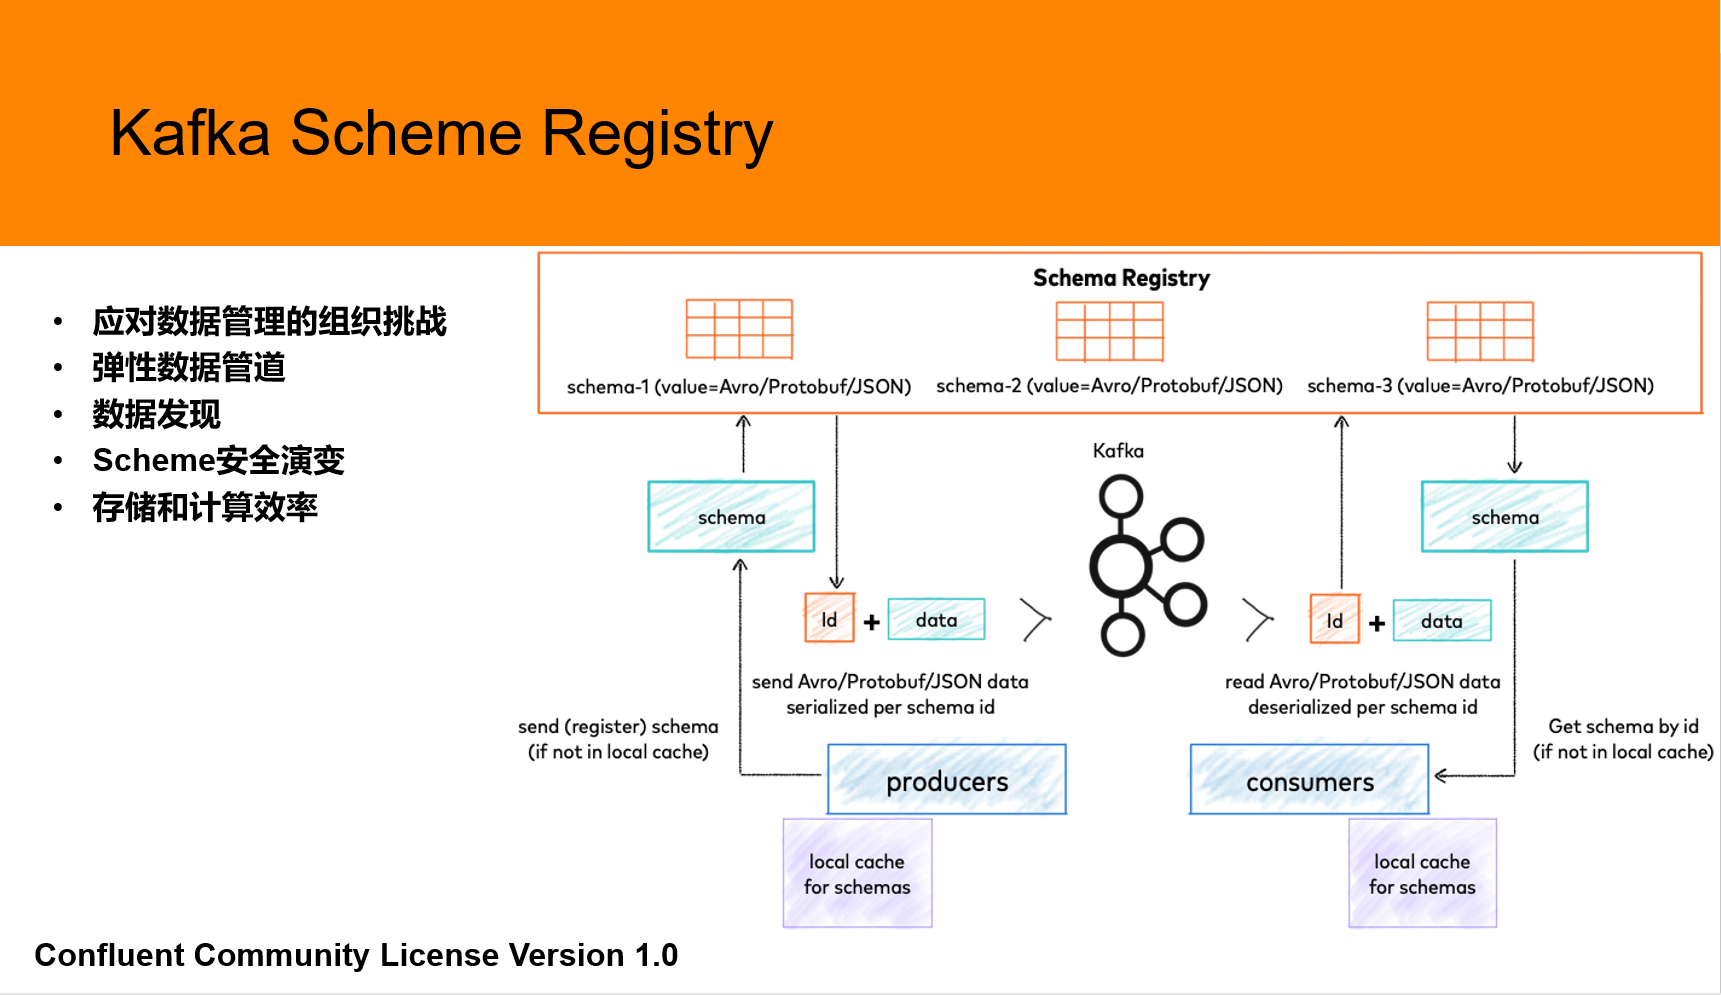 Kafka Scheme Registry
应对数据管理的组织挑战
弹性数据管道
数据发现
Scheme安全演变
存储和计算效率
Schema Registry
schema-1 (value=Avro/Protobuf/JSON)
schema-2 (value=Avro/Protobuf/JSON)
schema-3 (value=Avro/Protobuf/JSON)
Kafka
schema
schema
Id + data
Id + data
send Avro/Protobuf/JSON data
serialized per schema id
read Avro/Protobuf/JSON data
deserialized per schema id
send (register) schema
(if not in local cache)
Get schema by id
(if not in local cache)
producers
consumers
local cache
for schemas
local cache
for schemas
Confluent Community License Version 1.0